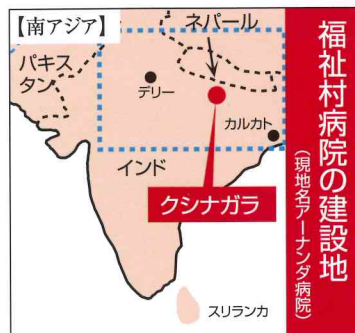 福祉村病院の建設地
(現地名アーナンダ病院)
【南アジア】
ネパール
パキス
タン
デリー
カルカト
インド
クシナガラ
スリランカ